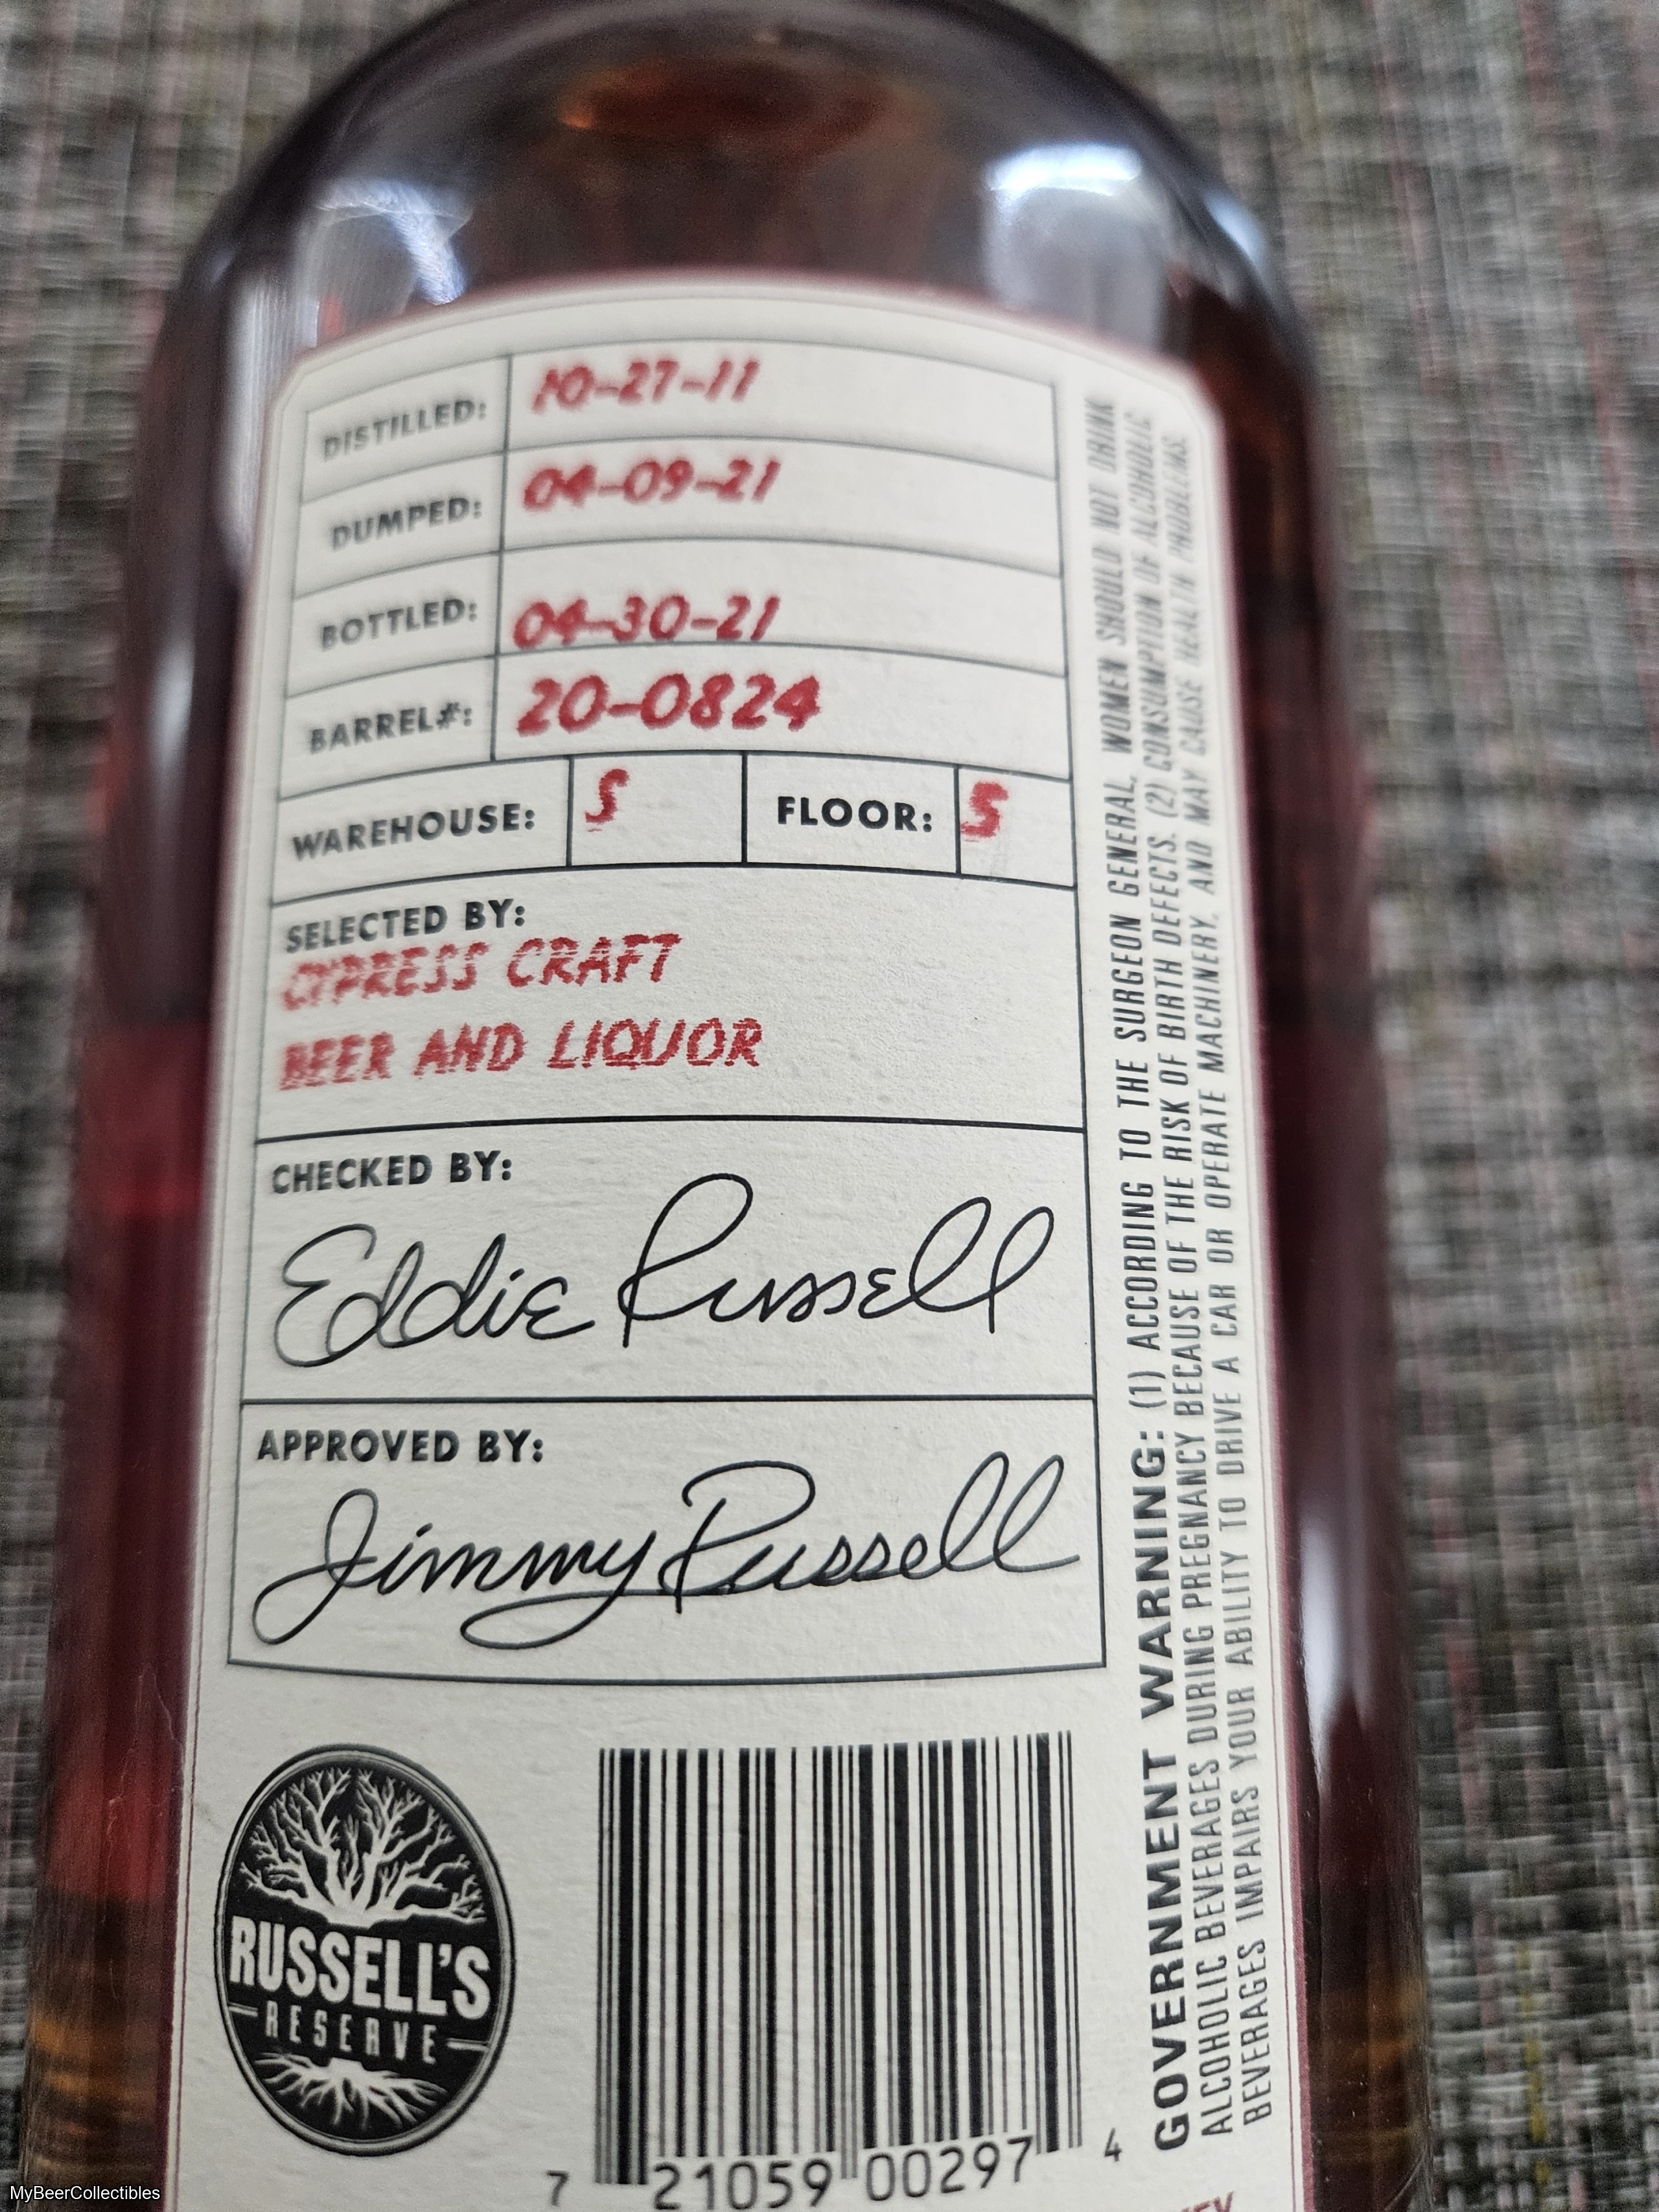 DISTILLED: 10-27-11
DUMPED: 04-09-21
BOTTLED: 04-30-21
BARREL#: 20-0824
WAREHOUSE: S FLOOR: 5
SELECTED BY:
CYPRESS CRAFT
BEER AND LIQUOR
CHECKED BY:
Eddie Russell
APPROVED BY:
Jimmy Russell
RUSSELL'S
RESERVE
7 21059 00297 4
GOVERNMENT WARNING: (1) ACCORDING TO THE SURGEON GENERAL, WOMEN SHOULD NOT DRINK
ALCOHOLIC BEVERAGES DURING PREGNANCY BECAUSE OF THE RISK OF BIRTH DEFECTS. (2) CONSUMPTION OF ALCOHOLIC
BEVERAGES IMPAIRS YOUR ABILITY TO DRIVE A CAR OR OPERATE MACHINERY, AND MAY CAUSE HEALTH PROBLEMS.
MyBeerCollectibles